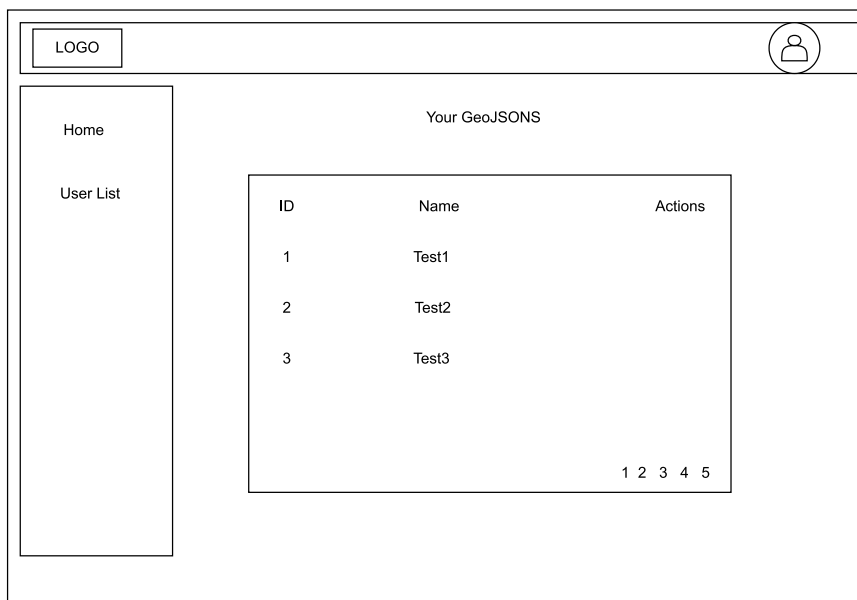 LOGO
Home
User List
Your GeoJSONS
ID Name Actions
1 Test1
2 Test2
3 Test3
1 2 3 4 5